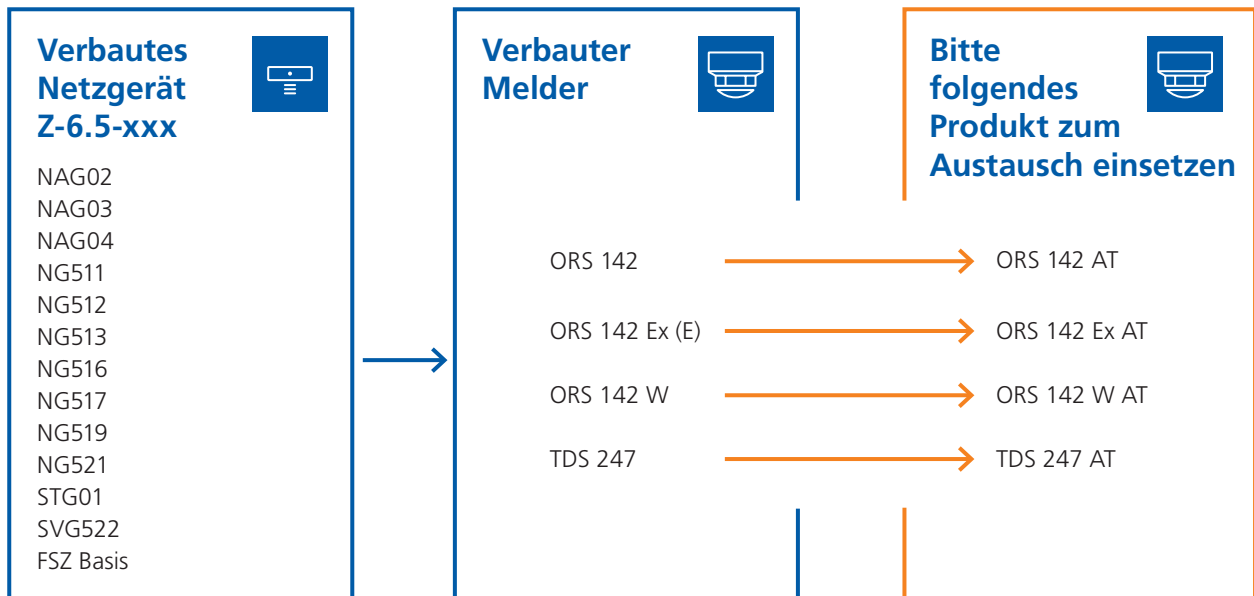 Verbautes
Netzgerät
Z-6.5-xxx
NAG02
NAG03
NAG04
NG511
NG512
NG513
NG516
NG517
NG519
NG521
STG01
SVG522
FSZ Basis
Verbauter
Melder
ORS 142
ORS 142 Ex (E)
ORS 142 W
TDS 247
Bitte
folgendes
Produkt zum
Austausch einsetzen
ORS 142 AT
ORS 142 Ex AT
ORS 142 W AT
TDS 247 AT